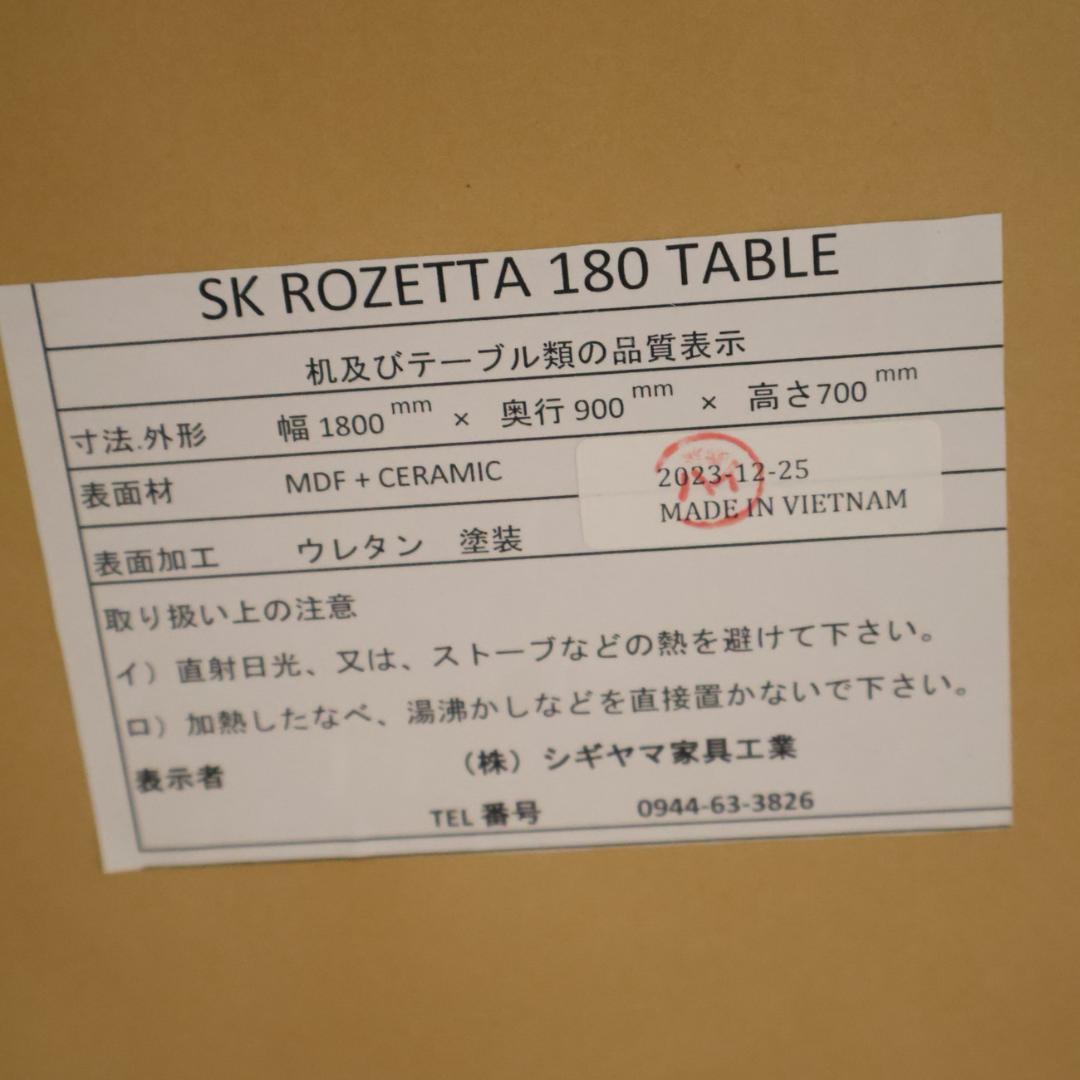 SK ROZETTA 180 TABLE
机及びテーブル類の品質表示
寸法.外形 幅 1800 mm × 奥行 900 mm × 高さ700 mm
表面材 MDF + CERAMIC
2023-12-25
MADE IN VIETNAM
表面加工 ウレタン 塗装
取り扱い上の注意
イ）直射日光、又は、ストーブなどの熱を避けて下さい。
ロ）加熱したなべ、湯沸かしなどを直接置かないで下さい。
表示者 （株）シギヤマ家具工業
TEL 番号 0944-63-3826